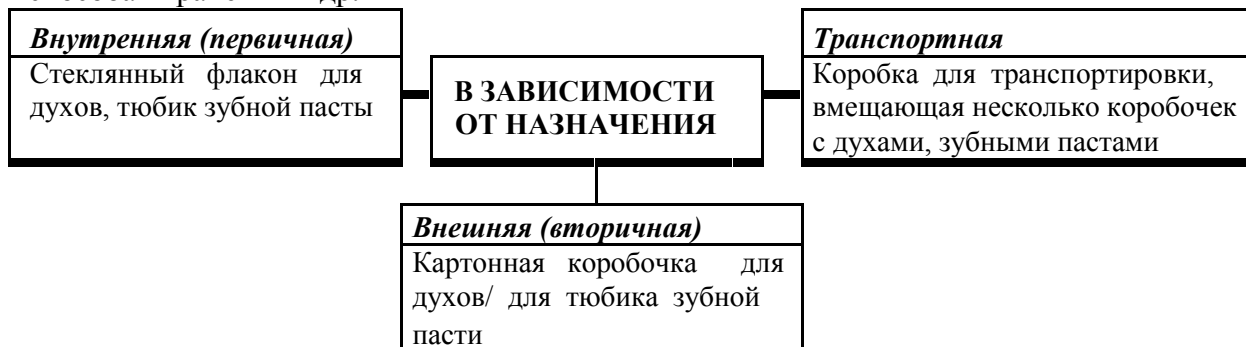 Внутренняя (первичная)
Стеклянный флакон для
духов, тюбик зубной пасты
В ЗАВИСИМОСТИ
ОТ НАЗНАЧЕНИЯ
Транспортная
Коробка для транспортировки,
вмещающая несколько коробочек
с духами, зубными пастами
Внешняя (вторичная)
Картонная коробочка для
духов/ для тюбика зубной
пасти